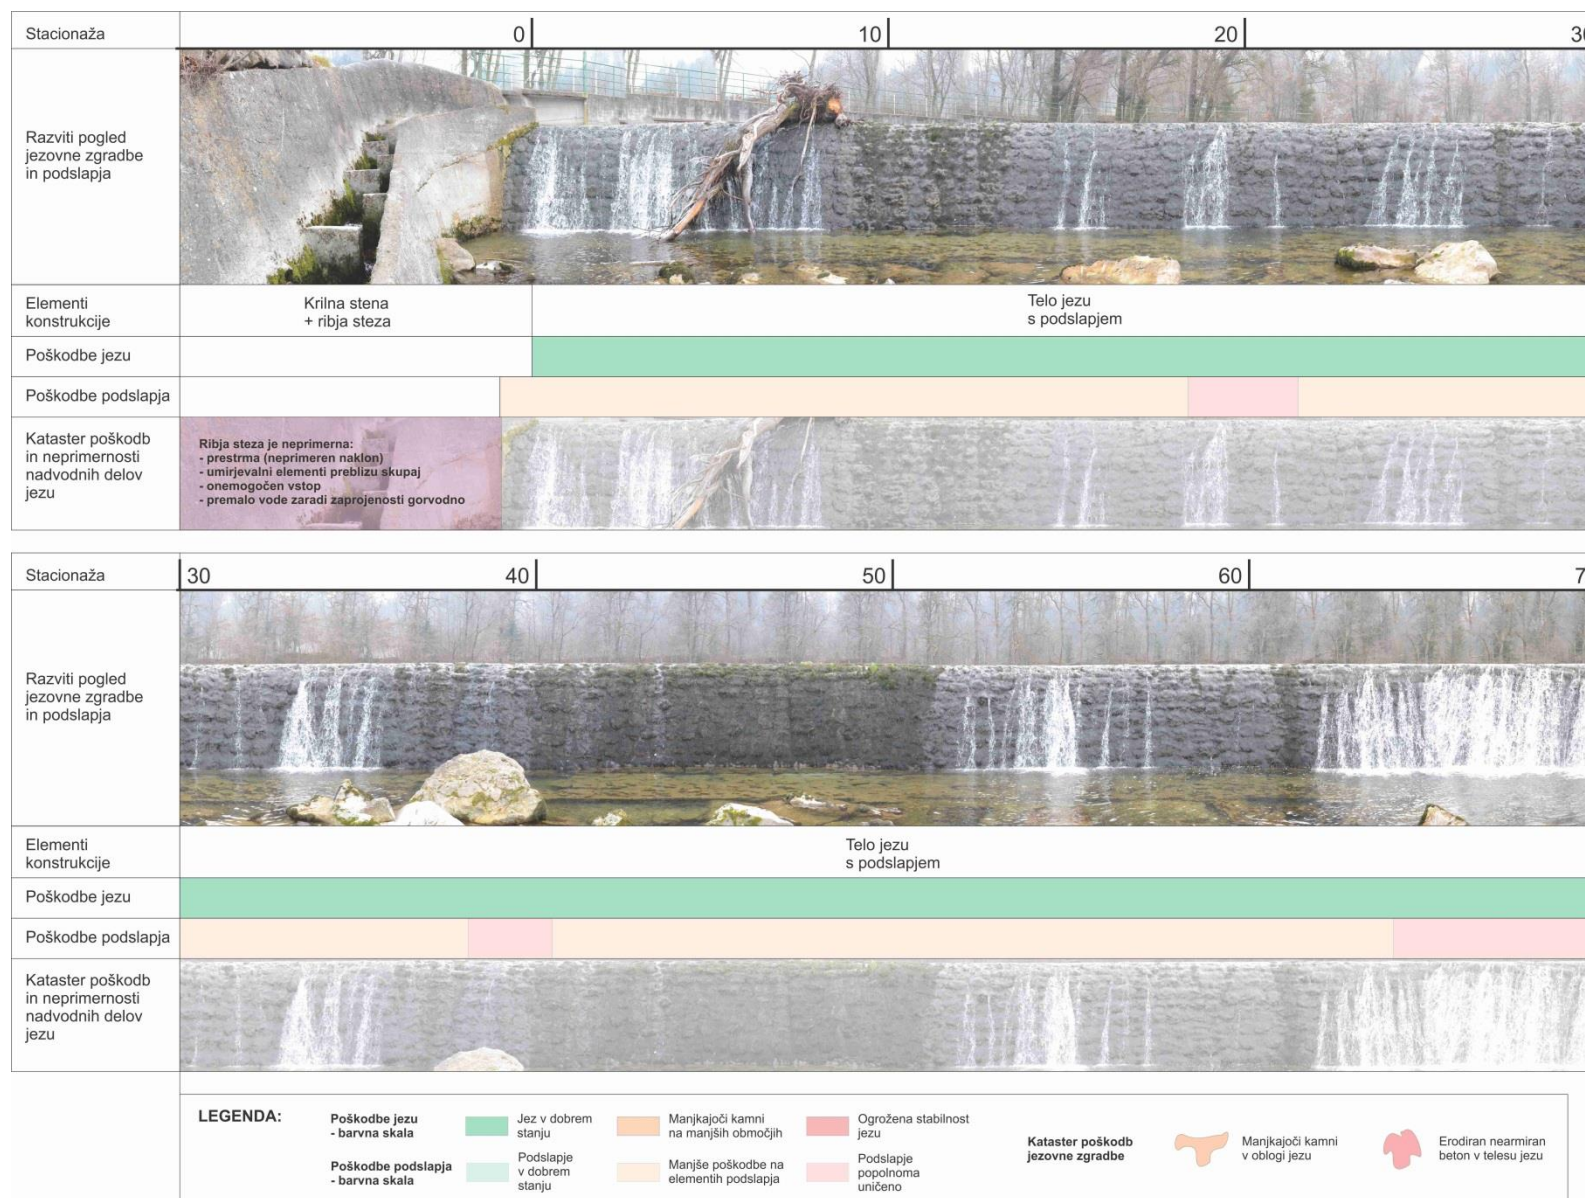 Stacionaža
0
10
20
30
Razviti pogled
jezovne zgradbe
in podslapja
Elementi
konstrukcije
Krilna stena
+ ribja steza
Telo jezu
s podslapjem
Poškodbe jezu
Poškodbe podslapja
Kataster poškodb
in neprimernosti
nadvodnih delov
jezu
Ribja steza je neprimerna:
- prestrma (neprimeren naklon)
- umirjevalni elementi preblizu skupaj
- onemogočen vstop
- premalo vode zaradi zaprojenosti gorvodno
Stacionaža
30
40
50
60
7
Razviti pogled
jezovne zgradbe
in podslapja
Elementi
konstrukcije
Telo jezu
s podslapjem
Poškodbe jezu
Poškodbe podslapja
Kataster poškodb
in neprimernosti
nadvodnih delov
jezu
LEGENDA:
Poškodbe jezu
- barvna skala
Jez v dobrem
stanju
Manjkajoči kamni
na manjših območjih
Ogrožena stabilnost
jezu
Poškodbe podslapja
- barvna skala
Podslapje
v dobrem
stanju
Manjše poškodbe na
elementih podslapja
Podslapje
popolnoma
uničeno
Kataster poškodb
jezovne zgradbe
Manjkajoči kamni
v oblogi jezu
Erodiran nearmiran
beton v telesu jezu